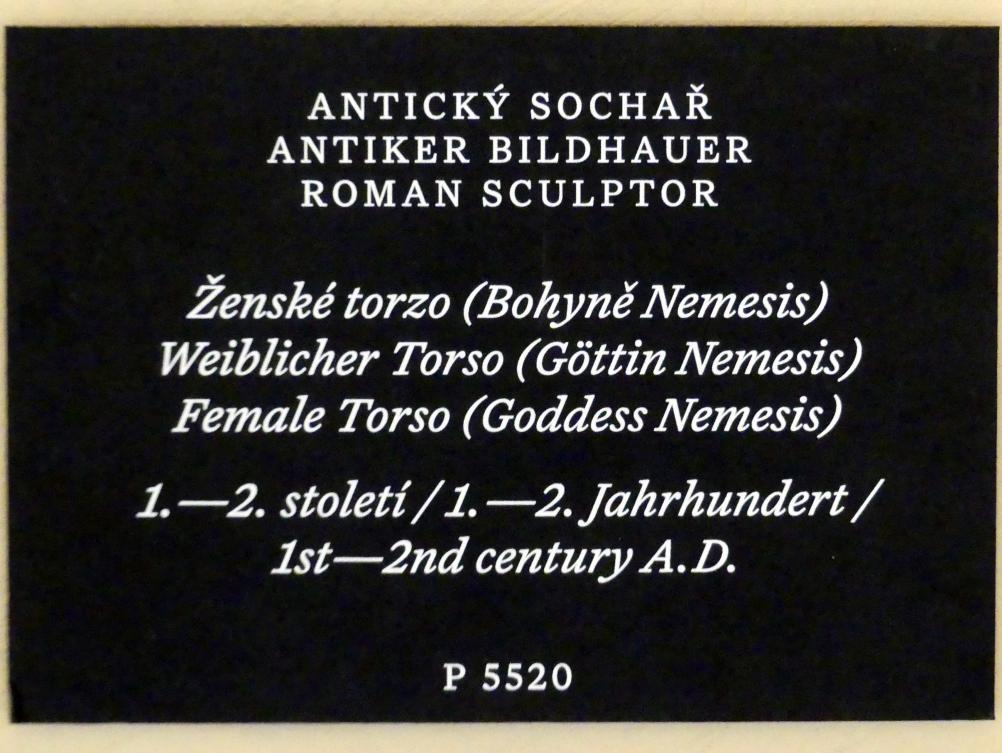 ANTICKÝ SOCHAŘ
ANTIKER BILDHAUER
ROMAN SCULPTOR
Ženské torzo (Bohyně Nemesis)
Weiblicher Torso (Göttin Nemesis)
Female Torso (Goddess Nemesis)
1.—2. století / 1.—2. Jahrhundert /
1st—2nd century A.D.
P 5520